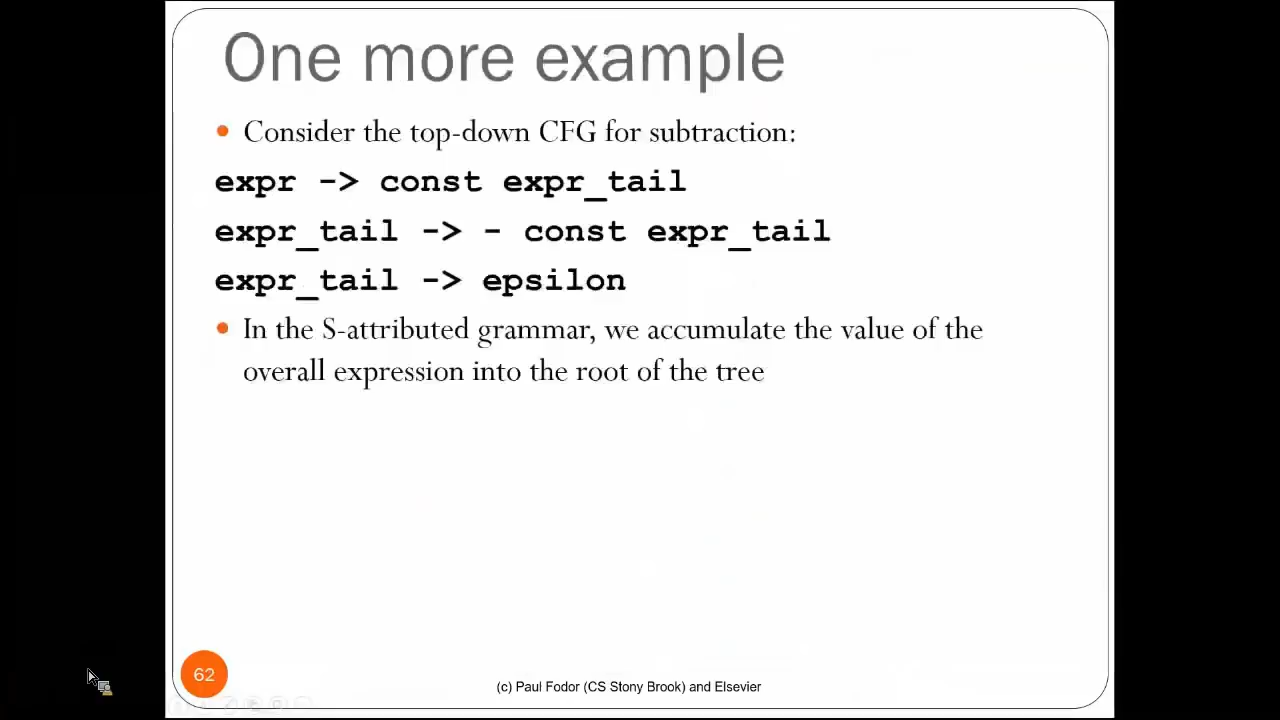 One more example
• Consider the top-down CFG for subtraction:
expr -> const expr_tail
expr_tail -> - const expr_tail
expr_tail -> epsilon
• In the S-attributed grammar, we accumulate the value of the
overall expression into the root of the tree
62
(c) Paul Fodor (CS Stony Brook) and Elsevier